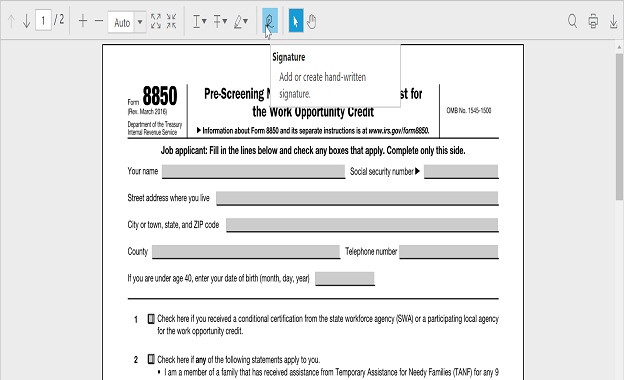 1 / 2 Auto
Signature
Add or create hand-written
signature.
Form 8850
(Rev. March 2016)
Department of the Treasury
Internal Revenue Service
Pre-Screening N st for
the Work Opportunity Credit
▶ Information about Form 8850 and its separate instructions is at www.irs.gov/form8850.
OMB No. 1545-1500
Job applicant: Fill in the lines below and check any boxes that apply. Complete only this side.
Your name Social security number ▶
Street address where you live
City or town, state, and ZIP code
County Telephone number
If you are under age 40, enter your date of birth (month, day, year)
1 Check here if you received a conditional certification from the state workforce agency (SWA) or a participating local agency
for the work opportunity credit.
2 Check here if any of the following statements apply to you.
• I am a member of a family that has received assistance from Temporary Assistance for Needy Families (TANF) for any 9